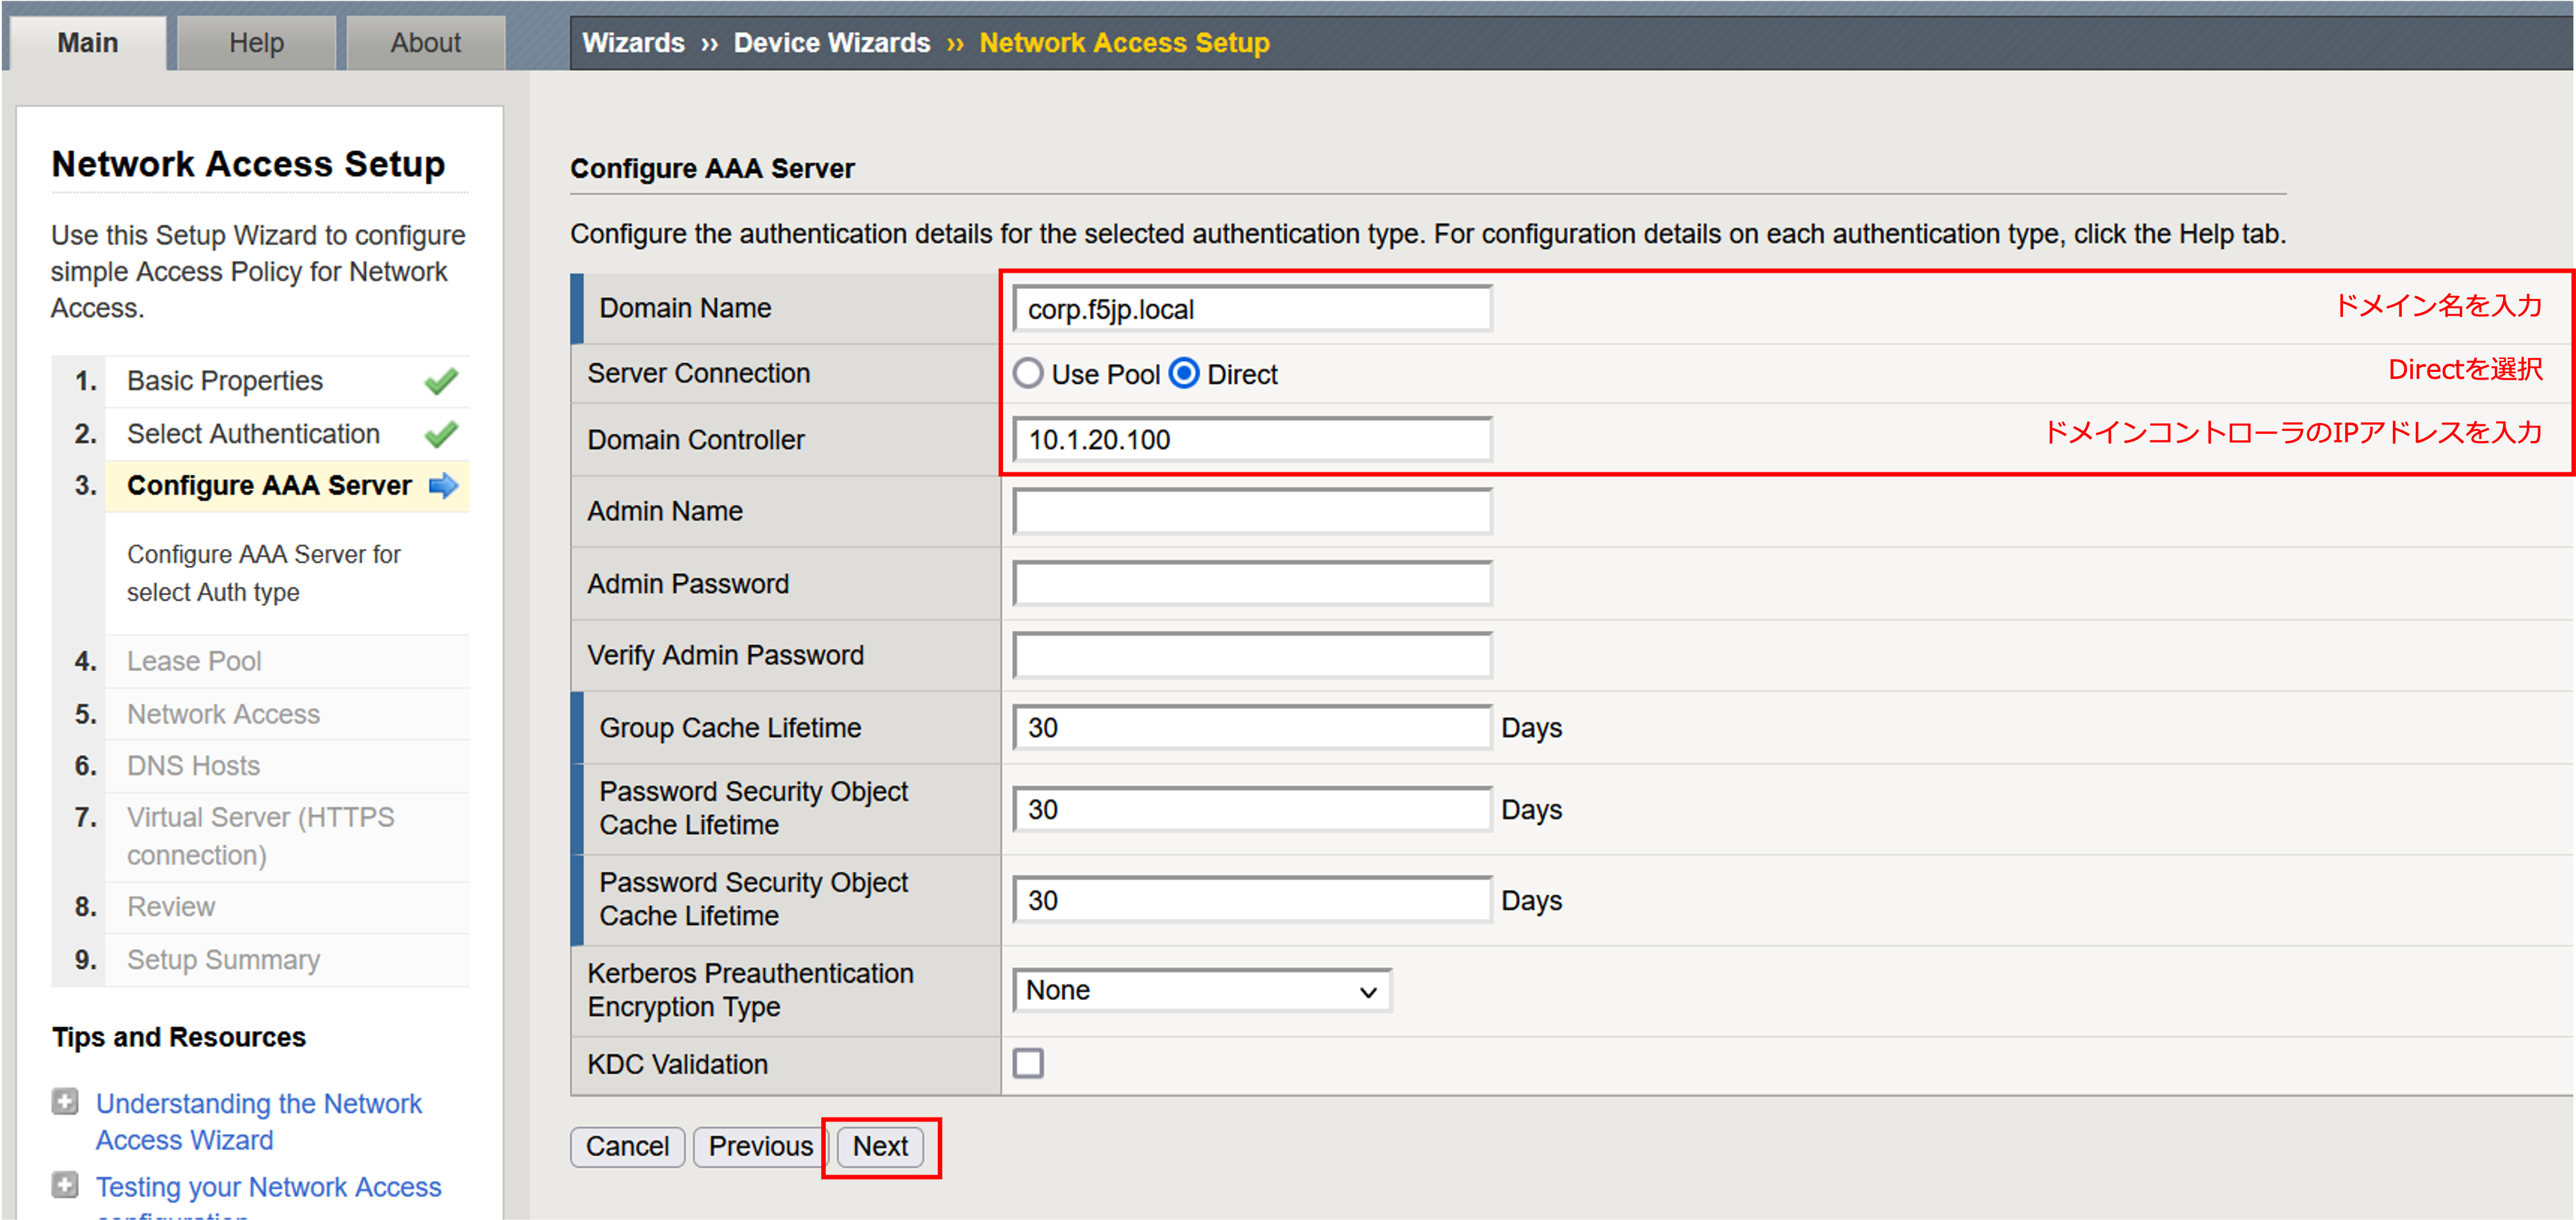 Main
Help
About
Wizards ›› Device Wizards ›› Network Access Setup
Network Access Setup
Use this Setup Wizard to configure
simple Access Policy for Network
Access.
1. Basic Properties
2. Select Authentication
3. Configure AAA Server
Configure AAA Server for
select Auth type
4. Lease Pool
5. Network Access
6. DNS Hosts
7. Virtual Server (HTTPS
connection)
8. Review
9. Setup Summary
Tips and Resources
Understanding the Network
Access Wizard
Testing your Network Access
configuration
Configure AAA Server
Configure the authentication details for the selected authentication type. For configuration details on each authentication type, click the Help tab.
Domain Name corp.f5jp.local ドメイン名を入力
Server Connection Use Pool Direct Directを選択
Domain Controller 10.1.20.100 ドメインコントローラのIPアドレスを入力
Admin Name
Admin Password
Verify Admin Password
Group Cache Lifetime 30 Days
Password Security Object
Cache Lifetime 30 Days
Password Security Object
Cache Lifetime 30 Days
Kerberos Preauthentication
Encryption Type None
KDC Validation
Cancel Previous Next